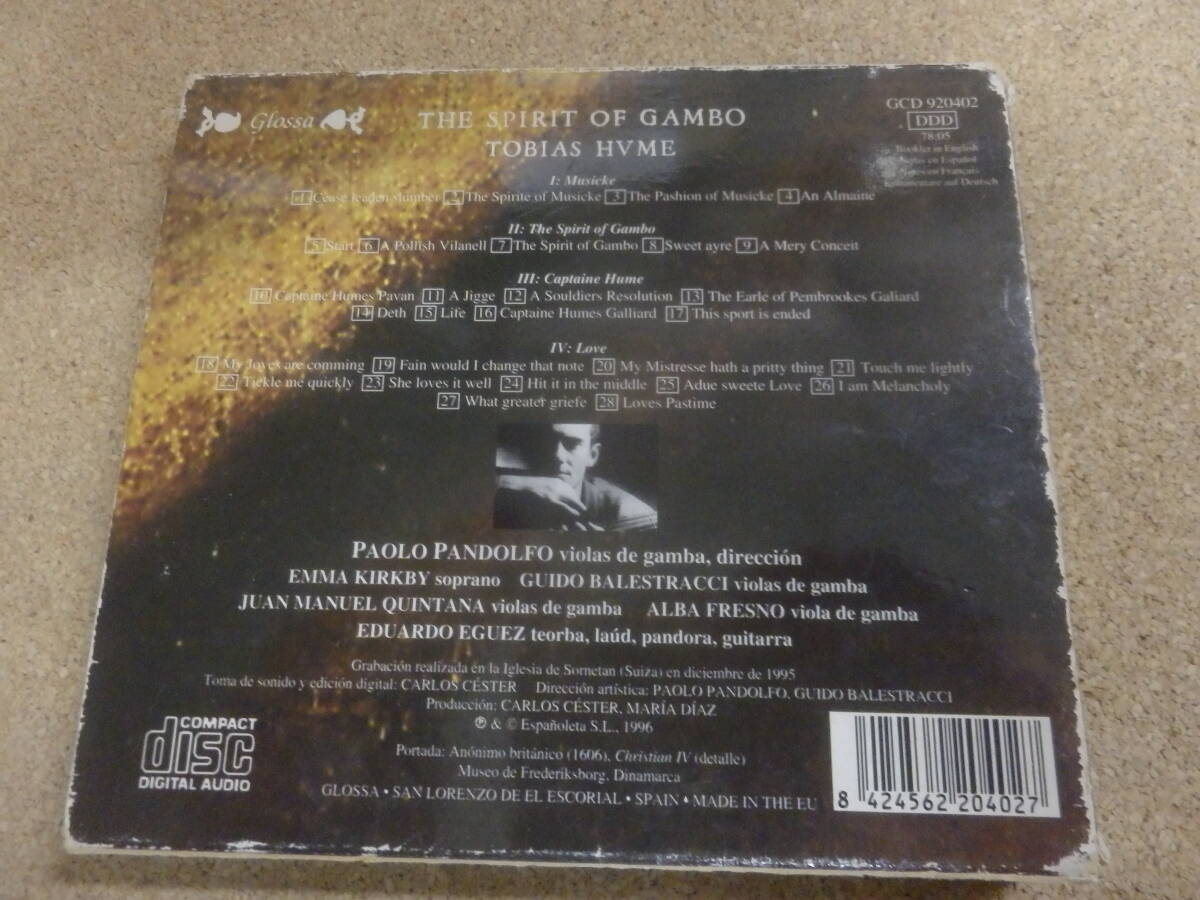 Glossa
THE SPIRIT OF GAMBO
TOBIAS HVME
GCD 920402
DDD
78:05
Booklet in English
Notas en Español
Notes en Français
Kommentare auf Deutsch
I: Musicke
1 Cease leaden slumber 2 The Spirite of Musicke 3 The Pashion of Musicke 4 An Almaine
II: The Spirit of Gambo
5 Start 6 A Pollish Vilanell 7 The Spirit of Gambo 8 Sweet ayre 9 A Mery Conceit
III: Captaine Hume
10 Captaine Humes Pavan 11 A Jigge 12 A Souldiers Resolution 13 The Earle of Pembrookes Galiard
14 Deth 15 Life 16 Captaine Humes Galliard 17 This sport is ended
IV: Love
18 My Joyes are comming 19 Fain would I change that note 20 My Mistresse hath a pritty thing 21 Touch me lightly
22 Tickle me quickly 23 She loves it well 24 Hit it in the middle 25 Adue sweete Love 26 I am Melancholy
27 What greater griefe 28 Loves Pastime
PAOLO PANDOLFO violas de gamba, dirección
EMMA KIRKBY soprano GUIDO BALESTRACCI violas de gamba
JUAN MANUEL QUINTANA violas de gamba ALBA FRESNO viola de gamba
EDUARDO EGUEZ teorba, laúd, pandora, guitarra
Grabación realizada en la Iglesia de Sornetan (Suiza) en diciembre de 1995
Toma de sonido y edición digital: CARLOS CÉSTER Dirección artística: PAOLO PANDOLFO, GUIDO BALESTRACCI
Producción: CARLOS CÉSTER, MARÍA DÍAZ
℗ & © Españoleta S.L., 1996
Portada: Anónimo británico (1606), Christian IV (detalle)
Museo de Frederiksborg, Dinamarca
GLOSSA • SAN LORENZO DE EL ESCORIAL • SPAIN • MADE IN THE EU
COMPACT
disc
DIGITAL AUDIO
8 424562 204027